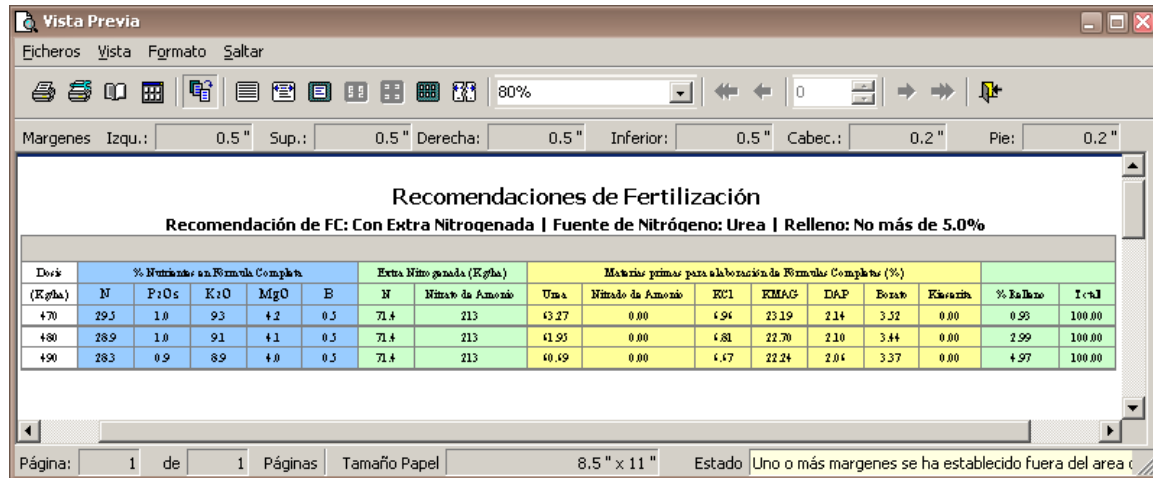 Vista Previa
Ficheros Vista Formato Saltar
80% 0
Margenes Izqu.: 0.5 " Sup.: 0.5 " Derecha: 0.5 " Inferior: 0.5 " Cabec.: 0.2 " Pie: 0.2 "
Recomendaciones de Fertilización
Recomendación de FC: Con Extra Nitrogenada | Fuente de Nitrógeno: Urea | Relleno: No más de 5.0%
Dosis % Nutrientes en Fórmula Completa Extra Nitrogenada (Kg/ha) Materias primas para elaboración de Fórmulas Completas (%)
(Kg/ha) N P2O5 K2O MgO B N Nitrato de Amonio Urea Nitrado de Amonio KCl KMAG DAP Borato Kieserita % Relleno Total
470 29.5 1.0 9.3 4.2 0.5 71.4 213 63.27 0.00 6.96 23.19 2.14 3.52 0.00 0.93 100.00
480 28.9 1.0 9.1 4.1 0.5 71.4 213 61.95 0.00 6.81 22.70 2.10 3.44 0.00 2.99 100.00
490 28.3 0.9 8.9 4.0 0.5 71.4 213 60.69 0.00 6.67 22.24 2.06 3.37 0.00 4.97 100.00
Página: 1 de 1 Páginas Tamaño Papel 8.5 " x 11 " Estado Uno o más margenes se ha establecido fuera del area